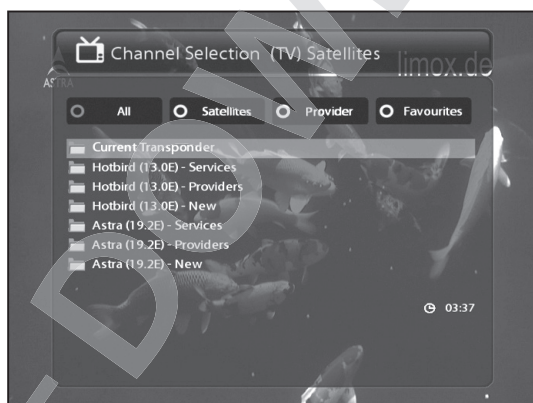 Channel Selection (TV) Satellites
limox.de
ASTRA
All Satellites Provider Favourites
Current Transponder
Hotbird (13.0E) - Services
Hotbird (13.0E) - Providers
Hotbird (13.0E) - New
Astra (19.2E) - Services
Astra (19.2E) - Providers
Astra (19.2E) - New
03:37